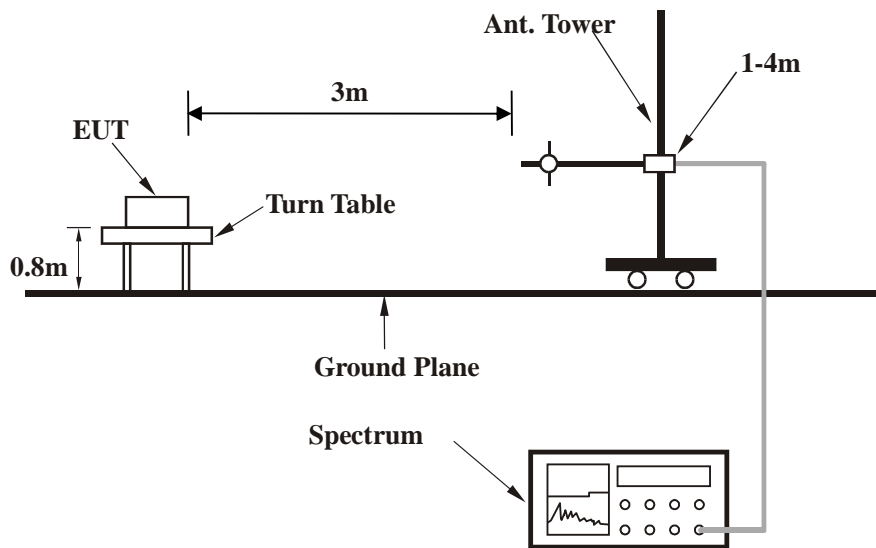 Ant. Tower
1-4m
3m
EUT
Turn Table
0.8m
Ground Plane
Spectrum